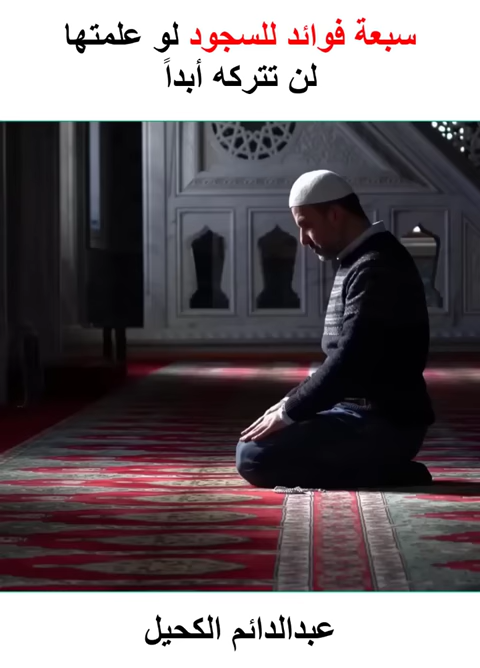 سبعة فوائد للسجود لو علمتها
لن تتركه أبداً
عبدالدائم الكحيل